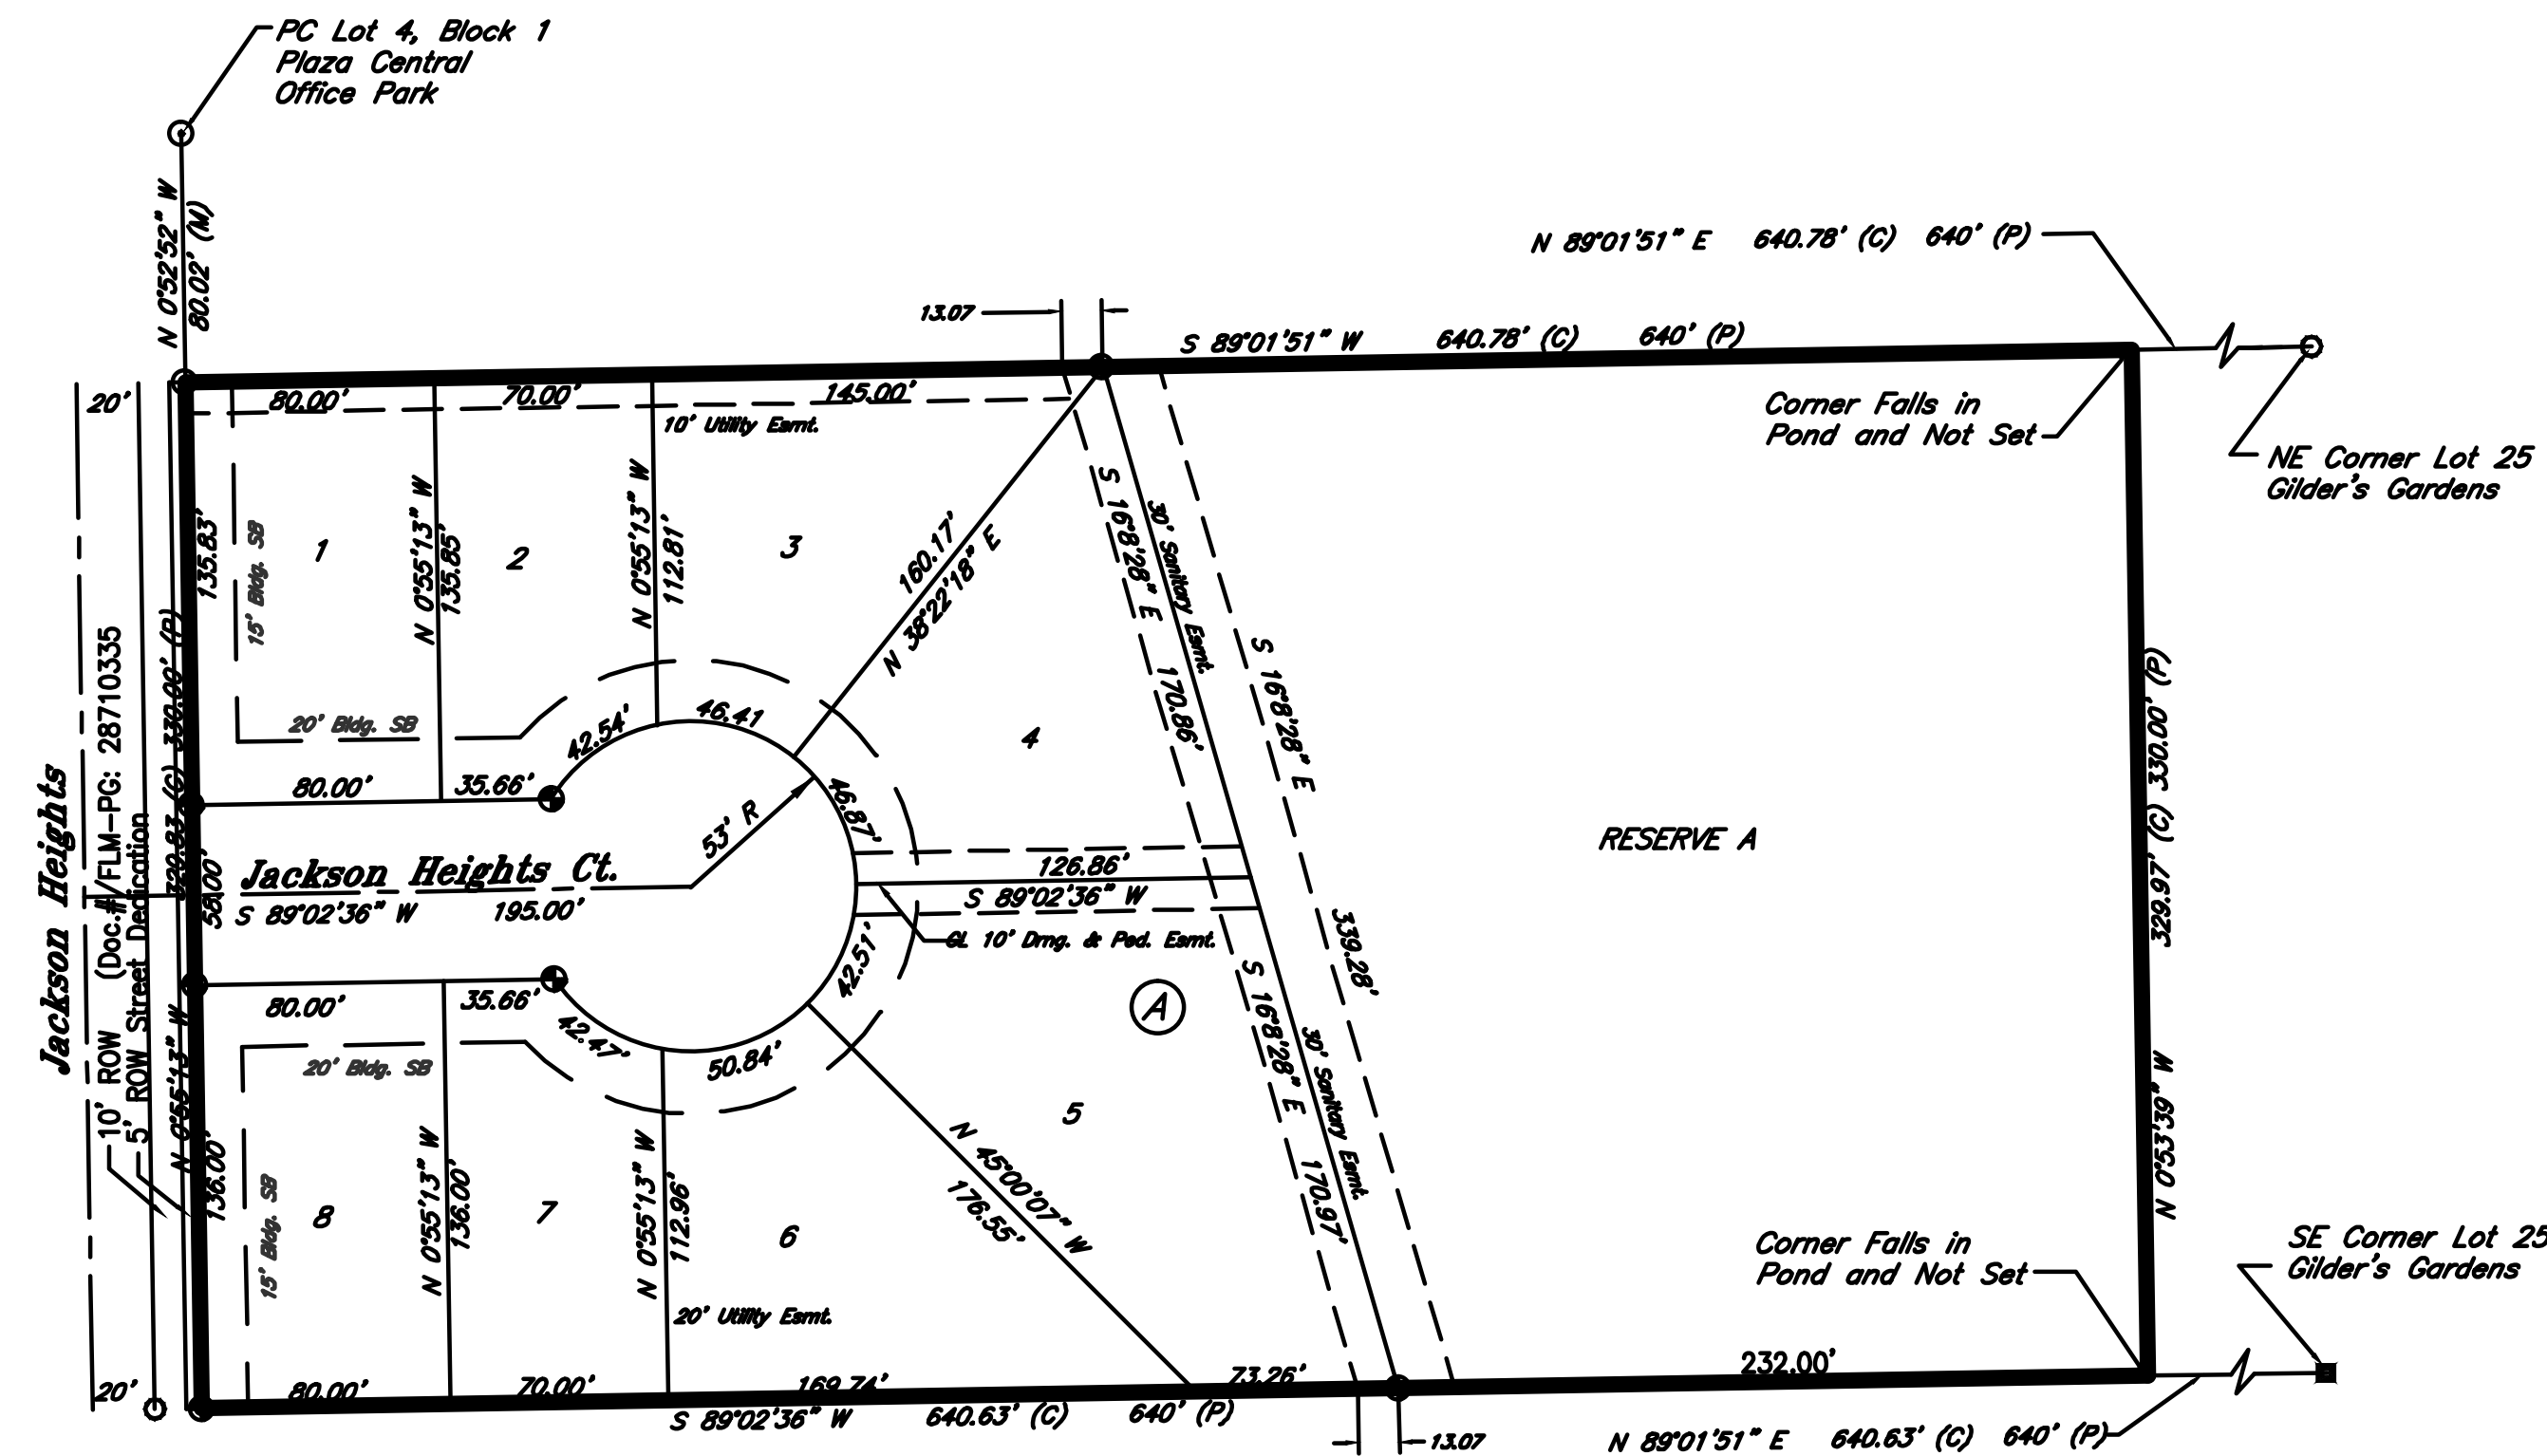 PC Lot 4, Block 1
Plaza Central
Office Park
N 0°52'52" W
80.02' (M)
N 89°01'51" E 640.78' (C) 640' (P)
13.07
S 89°01'51" W 640.78' (C) 640' (P)
20'
80.00'
70.00'
145.00'
10' Utility Esmt.
Corner Falls in
Pond and Not Set
NE Corner Lot 25
Gilder's Gardens
135.83'
15' Bldg. SB
1
N 0°55'13" W
135.85'
2
N 0°55'13" W
112.81'
3
160.17'
N 38°22'18" E
S 16°8'28" E 170.86'
30' Sanitary Esmt.
S 16°8'28" E 339.28'
20' Bldg. SB
42.54'
46.41
4
80.00'
35.66'
53' R
46.87'
RESERVE A
N 0°55'13" W 320.83 (C) 330.00' (P)
N 0°53'39" W 329.97' (C) 330.00' (P)
Jackson Heights
10' ROW (Doc.#/FLM-PG: 28710335
5' ROW Street Dedication
58.00'
Jackson Heights Ct.
S 89°02'36" W 195.00'
126.86'
S 89°02'36" W
CL 10' Drng. & Ped. Esmt.
42.51'
80.00'
35.66'
42.47'
50.84'
A
20' Bldg. SB
5
S 16°8'28" E 170.97'
30' Sanitary Esmt.
136.00'
15' Bldg. SB
8
N 0°55'13" W
136.00'
7
N 0°55'13" W
112.96'
6
N 45°00'07" W
176.55'
20' Utility Esmt.
Corner Falls in
Pond and Not Set
SE Corner Lot 25
Gilder's Gardens
20'
80.00'
70.00'
169.74'
73.26'
232.00'
S 89°02'36" W 640.63' (C) 640' (P)
13.07
N 89°01'51" E 640.63' (C) 640' (P)